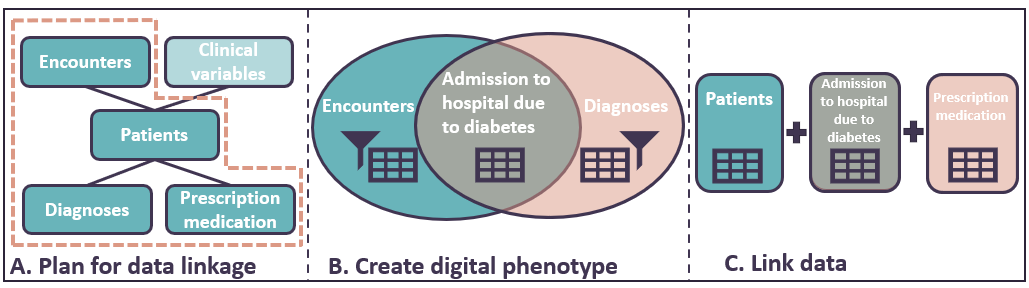 Encounters
Clinical
variables
Patients
Diagnoses
Prescription
medication
A. Plan for data linkage
Encounters
Admission to
hospital due
to diabetes
Diagnoses
B. Create digital phenotype
Patients
Admission
to hospital
due to
diabetes
Prescription
medication
C. Link data